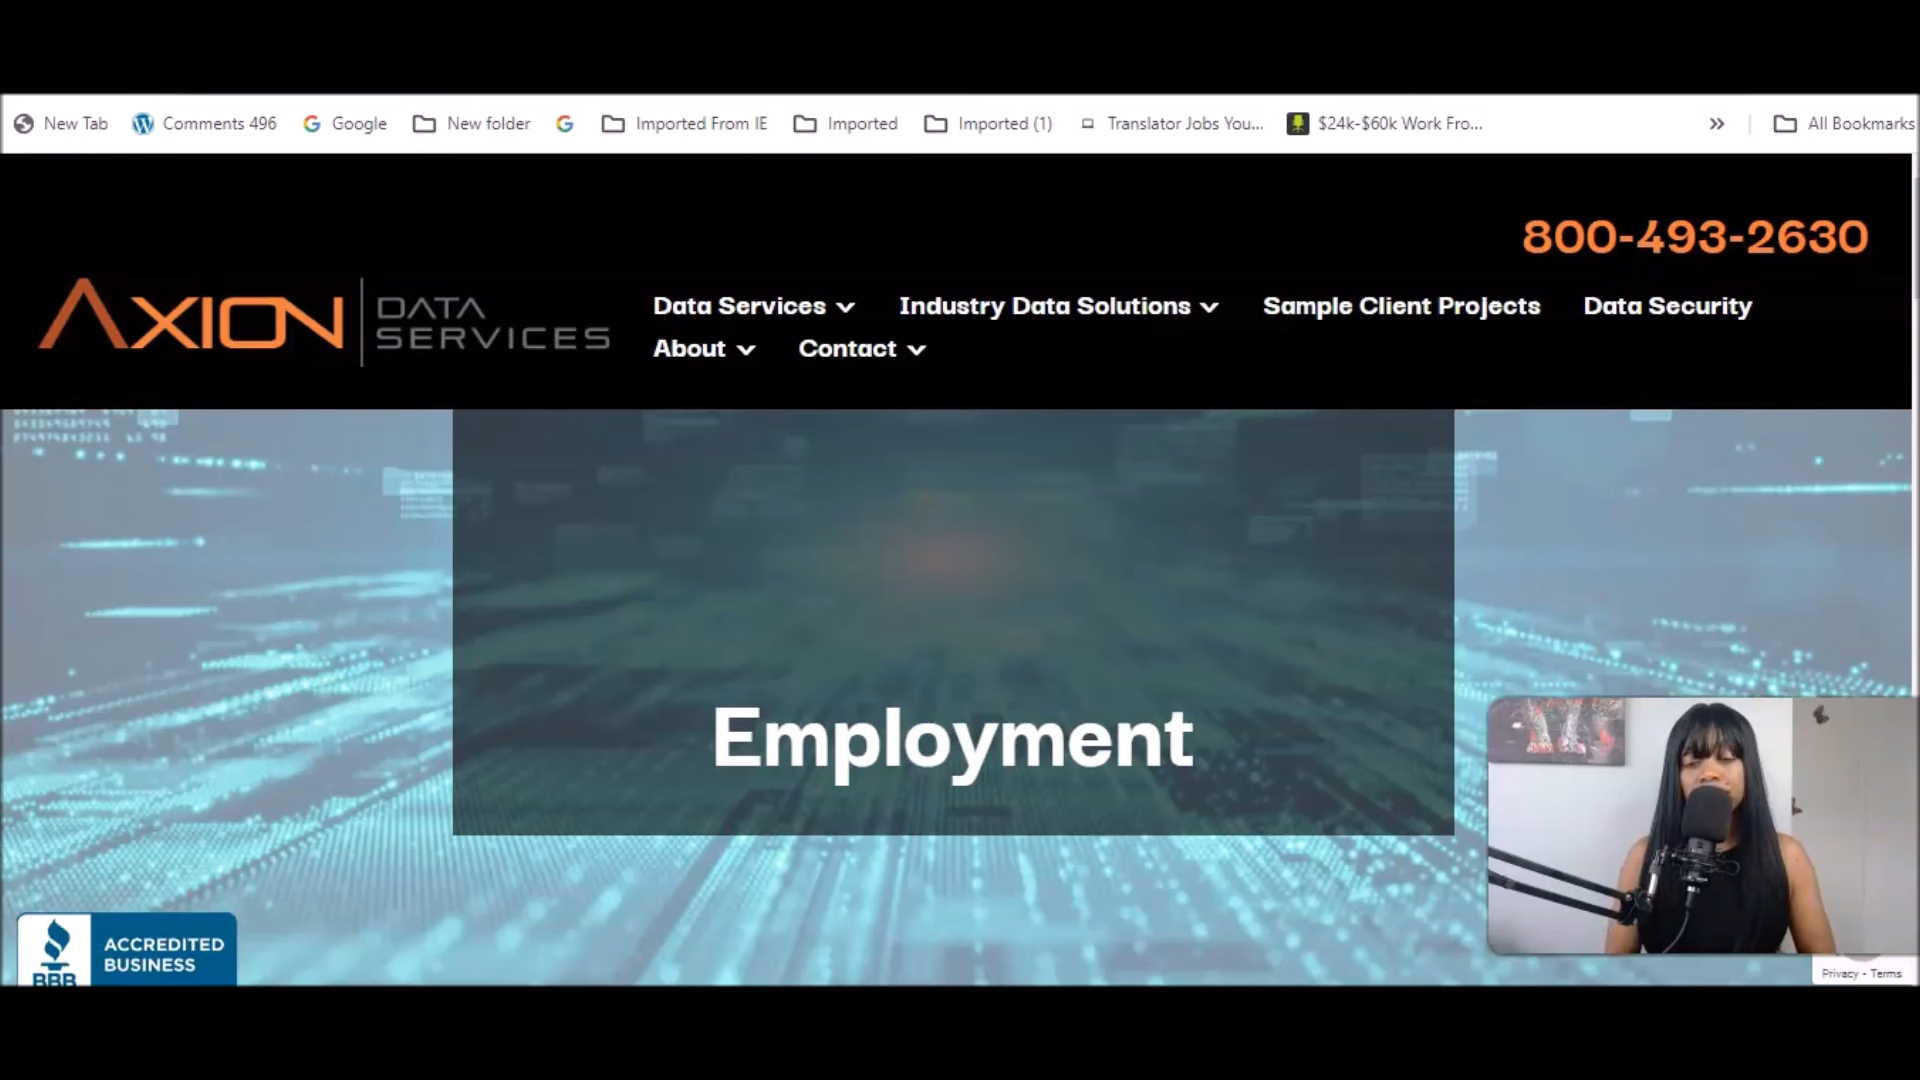 New Tab
Comments 496
Google
New folder
Imported From IE
Imported
Imported (1)
Translator Jobs You...
$24k-$60k Work Fro...
All Bookmarks
800-493-2630
AXION DATA SERVICES
Data Services
Industry Data Solutions
Sample Client Projects
Data Security
About
Contact
Employment
BBB
ACCREDITED
BUSINESS
Privacy - Terms